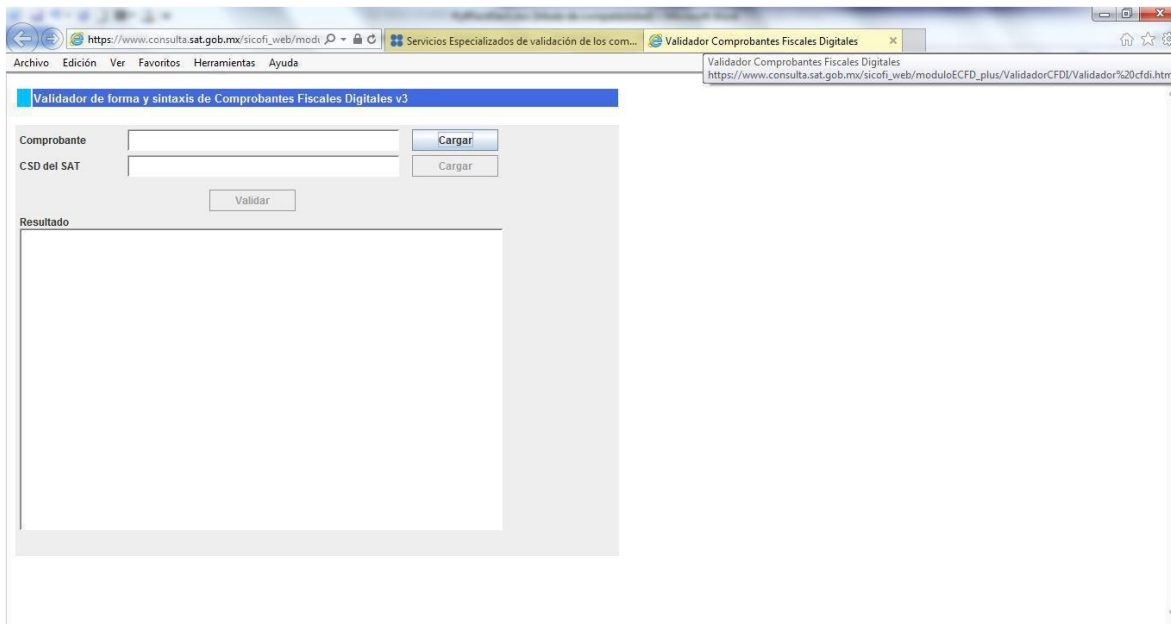 https://www.consulta.sat.gob.mx/sicofi_web/modu
Servicios Especializados de validación de los com...
Validador Comprobantes Fiscales Digitales
Archivo Edición Ver Favoritos Herramientas Ayuda
Validador Comprobantes Fiscales Digitales
https://www.consulta.sat.gob.mx/sicofi_web/moduloECFD_plus/ValidadorCFDI/Validador%20cfdi.htm
Validador de forma y sintaxis de Comprobantes Fiscales Digitales v3
Comprobante
Cargar
CSD del SAT
Cargar
Validar
Resultado